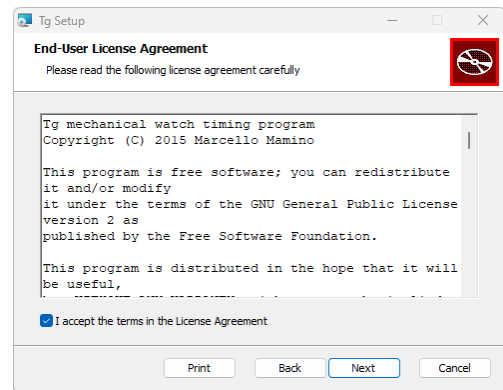 Tg Setup
End-User License Agreement
Please read the following license agreement carefully
Tg mechanical watch timing program
Copyright (C) 2015 Marcello Mamino
This program is free software; you can redistribute
it and/or modify
it under the terms of the GNU General Public License
version 2 as
published by the Free Software Foundation.
This program is distributed in the hope that it will
be useful,
I accept the terms in the License Agreement
Print
Back
Next
Cancel